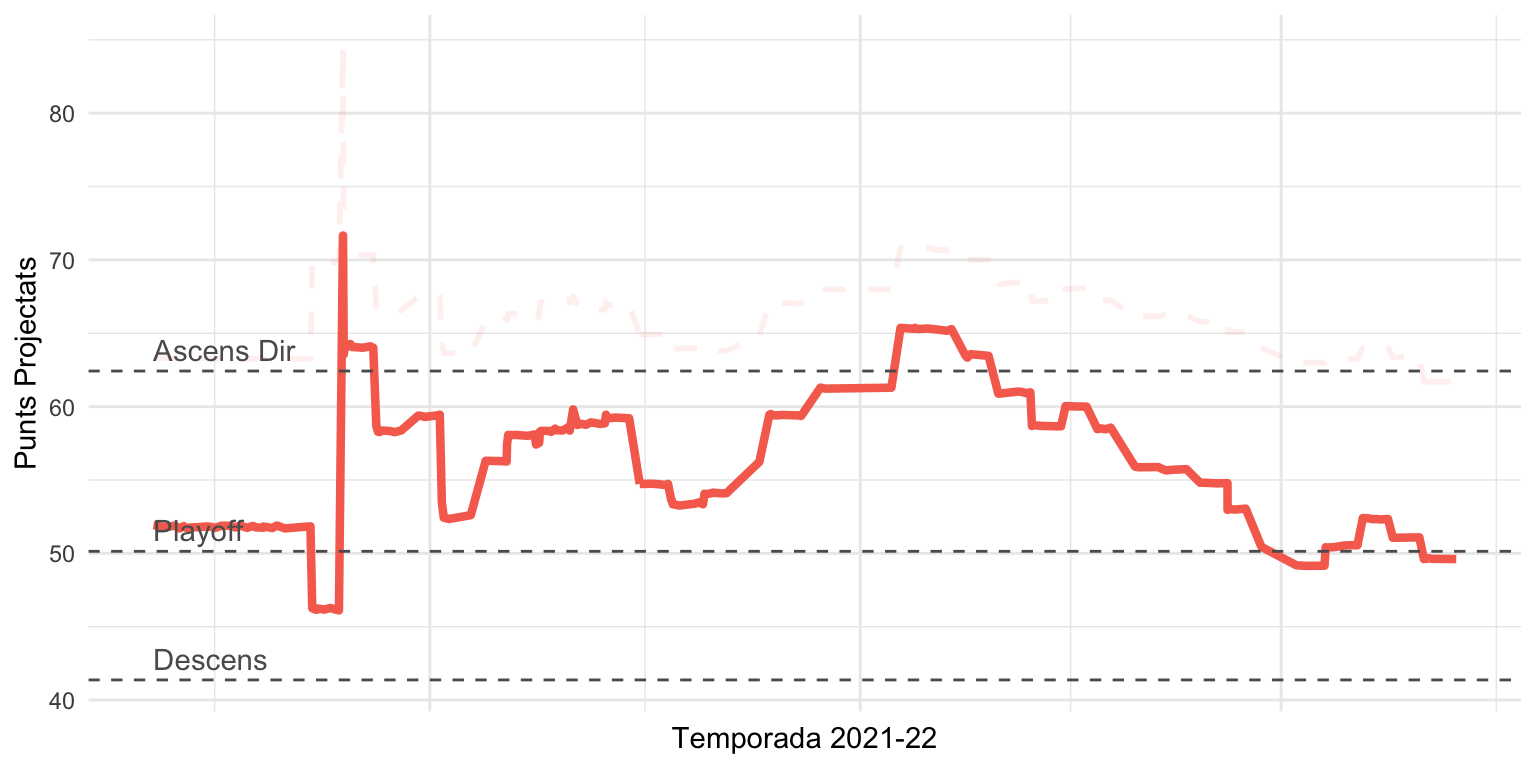 80
70
60
50
40
Punts Projectats
Ascens Dir
Playoff
Descens
Temporada 2021-22